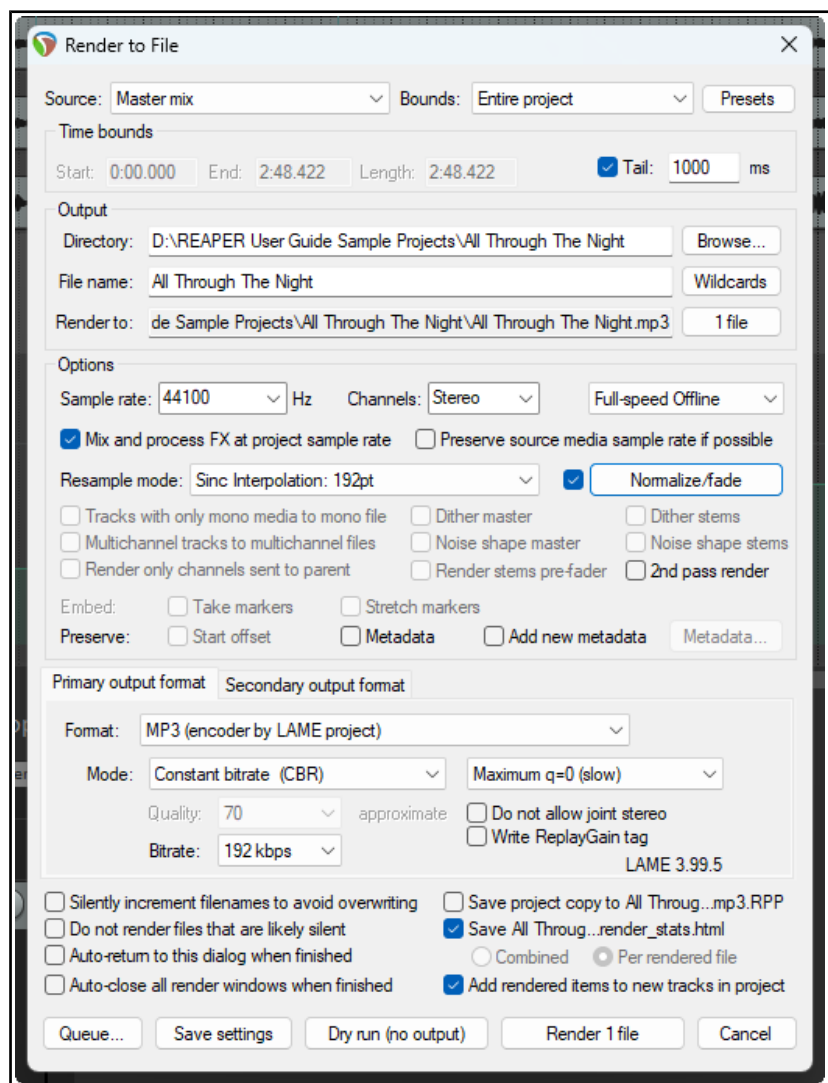 Render to File
Source: Master mix Bounds: Entire project Presets
Time bounds
Start: 0:00.000 End: 2:48.422 Length: 2:48.422 Tail: 1000 ms
Output
Directory: D:\REAPER User Guide Sample Projects\All Through The Night Browse...
File name: All Through The Night Wildcards
Render to: de Sample Projects\All Through The Night\All Through The Night.mp3 1 file
Options
Sample rate: 44100 Hz Channels: Stereo Full-speed Offline
Mix and process FX at project sample rate Preserve source media sample rate if possible
Resample mode: Sinc Interpolation: 192pt Normalize/fade
Tracks with only mono media to mono file Dither master Dither stems
Multichannel tracks to multichannel files Noise shape master Noise shape stems
Render only channels sent to parent Render stems pre-fader 2nd pass render
Embed: Take markers Stretch markers
Preserve: Start offset Metadata Add new metadata Metadata...
Primary output format Secondary output format
Format: MP3 (encoder by LAME project)
Mode: Constant bitrate (CBR) Maximum q=0 (slow)
Quality: 70 approximate Do not allow joint stereo
Write ReplayGain tag
Bitrate: 192 kbps LAME 3.99.5
Silently increment filenames to avoid overwriting Save project copy to All Throug...mp3.RPP
Do not render files that are likely silent Save All Throug...render_stats.html
Auto-return to this dialog when finished Combined Per rendered file
Auto-close all render windows when finished Add rendered items to new tracks in project
Queue... Save settings Dry run (no output) Render 1 file Cancel